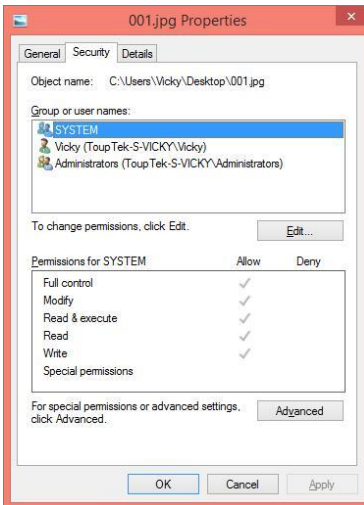 001.jpg Properties
General Security Details
Object name: C:\Users\Vicky\Desktop\001.jpg
Group or user names:
SYSTEM
Vicky (ToupTek-S-VICKY\Vicky)
Administrators (ToupTek-S-VICKY\Administrators)
To change permissions, click Edit.
Edit...
Permissions for SYSTEM Allow Deny
Full control
Modify
Read & execute
Read
Write
Special permissions
For special permissions or advanced settings,
click Advanced.
Advanced
OK Cancel Apply